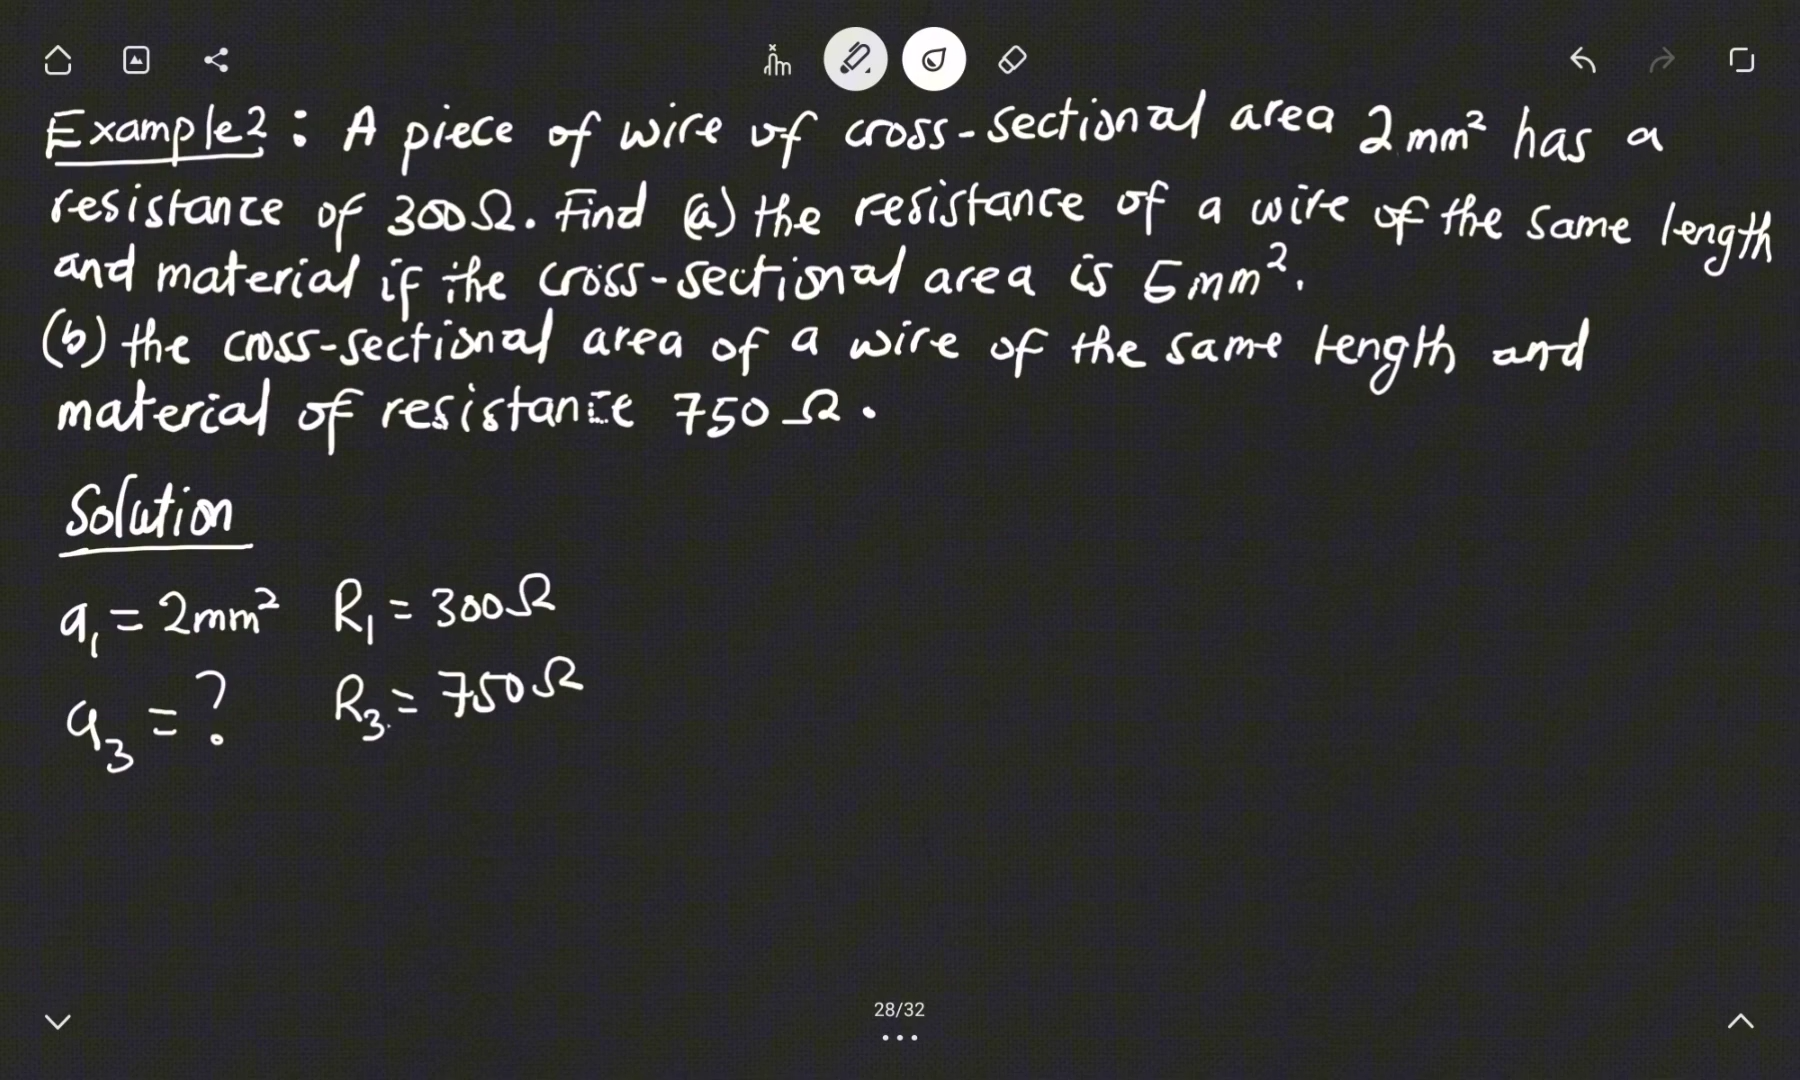 Example 2: A piece of wire of cross-sectional area 2mm² has a
resistance of 300Ω. Find (a) the resistance of a wire of the same length
and material if the cross-sectional area is 5mm².
(b) the cross-sectional area of a wire of the same length and
material of resistance 750Ω.
Solution
a₁ = 2mm² R₁ = 300Ω
a₃ = ? R₃ = 750Ω
28/32